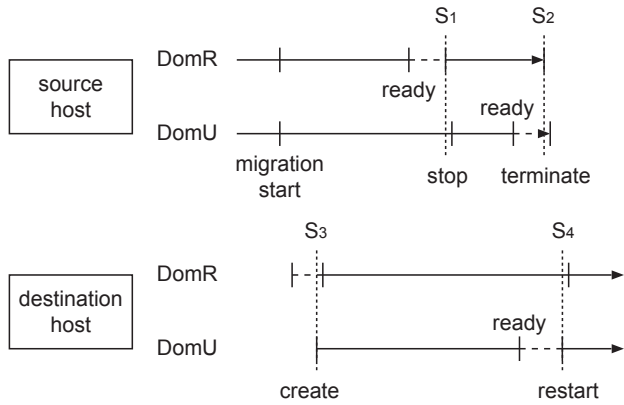 S1 S2
DomR
source
host
ready ready
DomU
migration
start
stop terminate
S3 S4
DomR
destination
host
ready
DomU
create restart